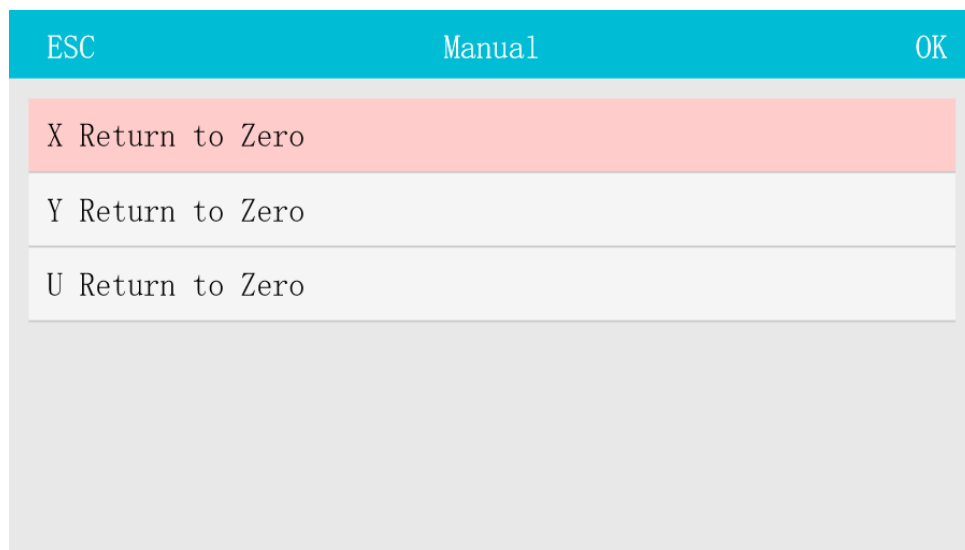 ESC Manual OK
X Return to Zero
Y Return to Zero
U Return to Zero